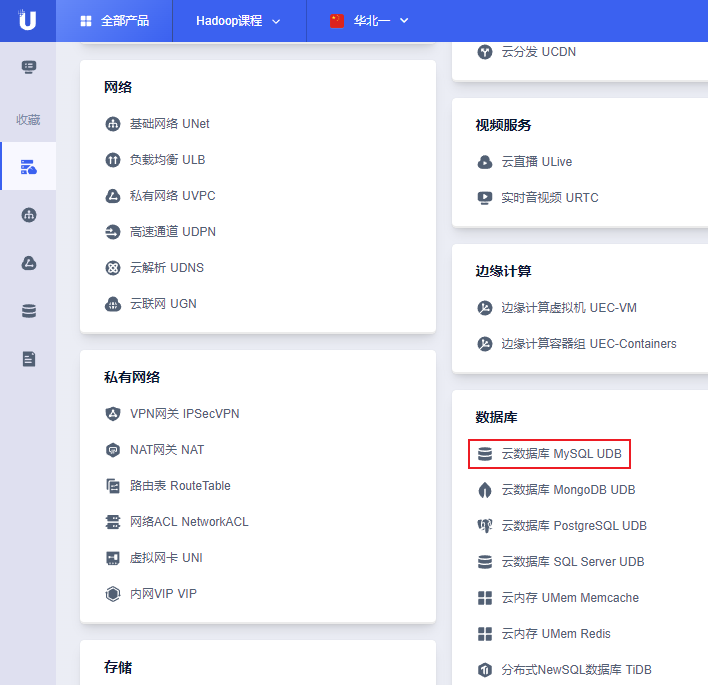 U
全部产品
Hadoop课程
华北一
收藏
网络
基础网络 UNet
负载均衡 ULB
私有网络 UVPC
高速通道 UDPN
云解析 UDNS
云联网 UGN
私有网络
VPN网关 IPSecVPN
NAT网关 NAT
路由表 RouteTable
网络ACL NetworkACL
虚拟网卡 UNI
内网VIP VIP
存储
云分发 UCDN
视频服务
云直播 ULive
实时音视频 URTC
边缘计算
边缘计算虚拟机 UEC-VM
边缘计算容器组 UEC-Containers
数据库
云数据库 MySQL UDB
云数据库 MongoDB UDB
云数据库 PostgreSQL UDB
云数据库 SQL Server UDB
云内存 UMem Memcache
云内存 UMem Redis
分布式NewSQL数据库 TiDB